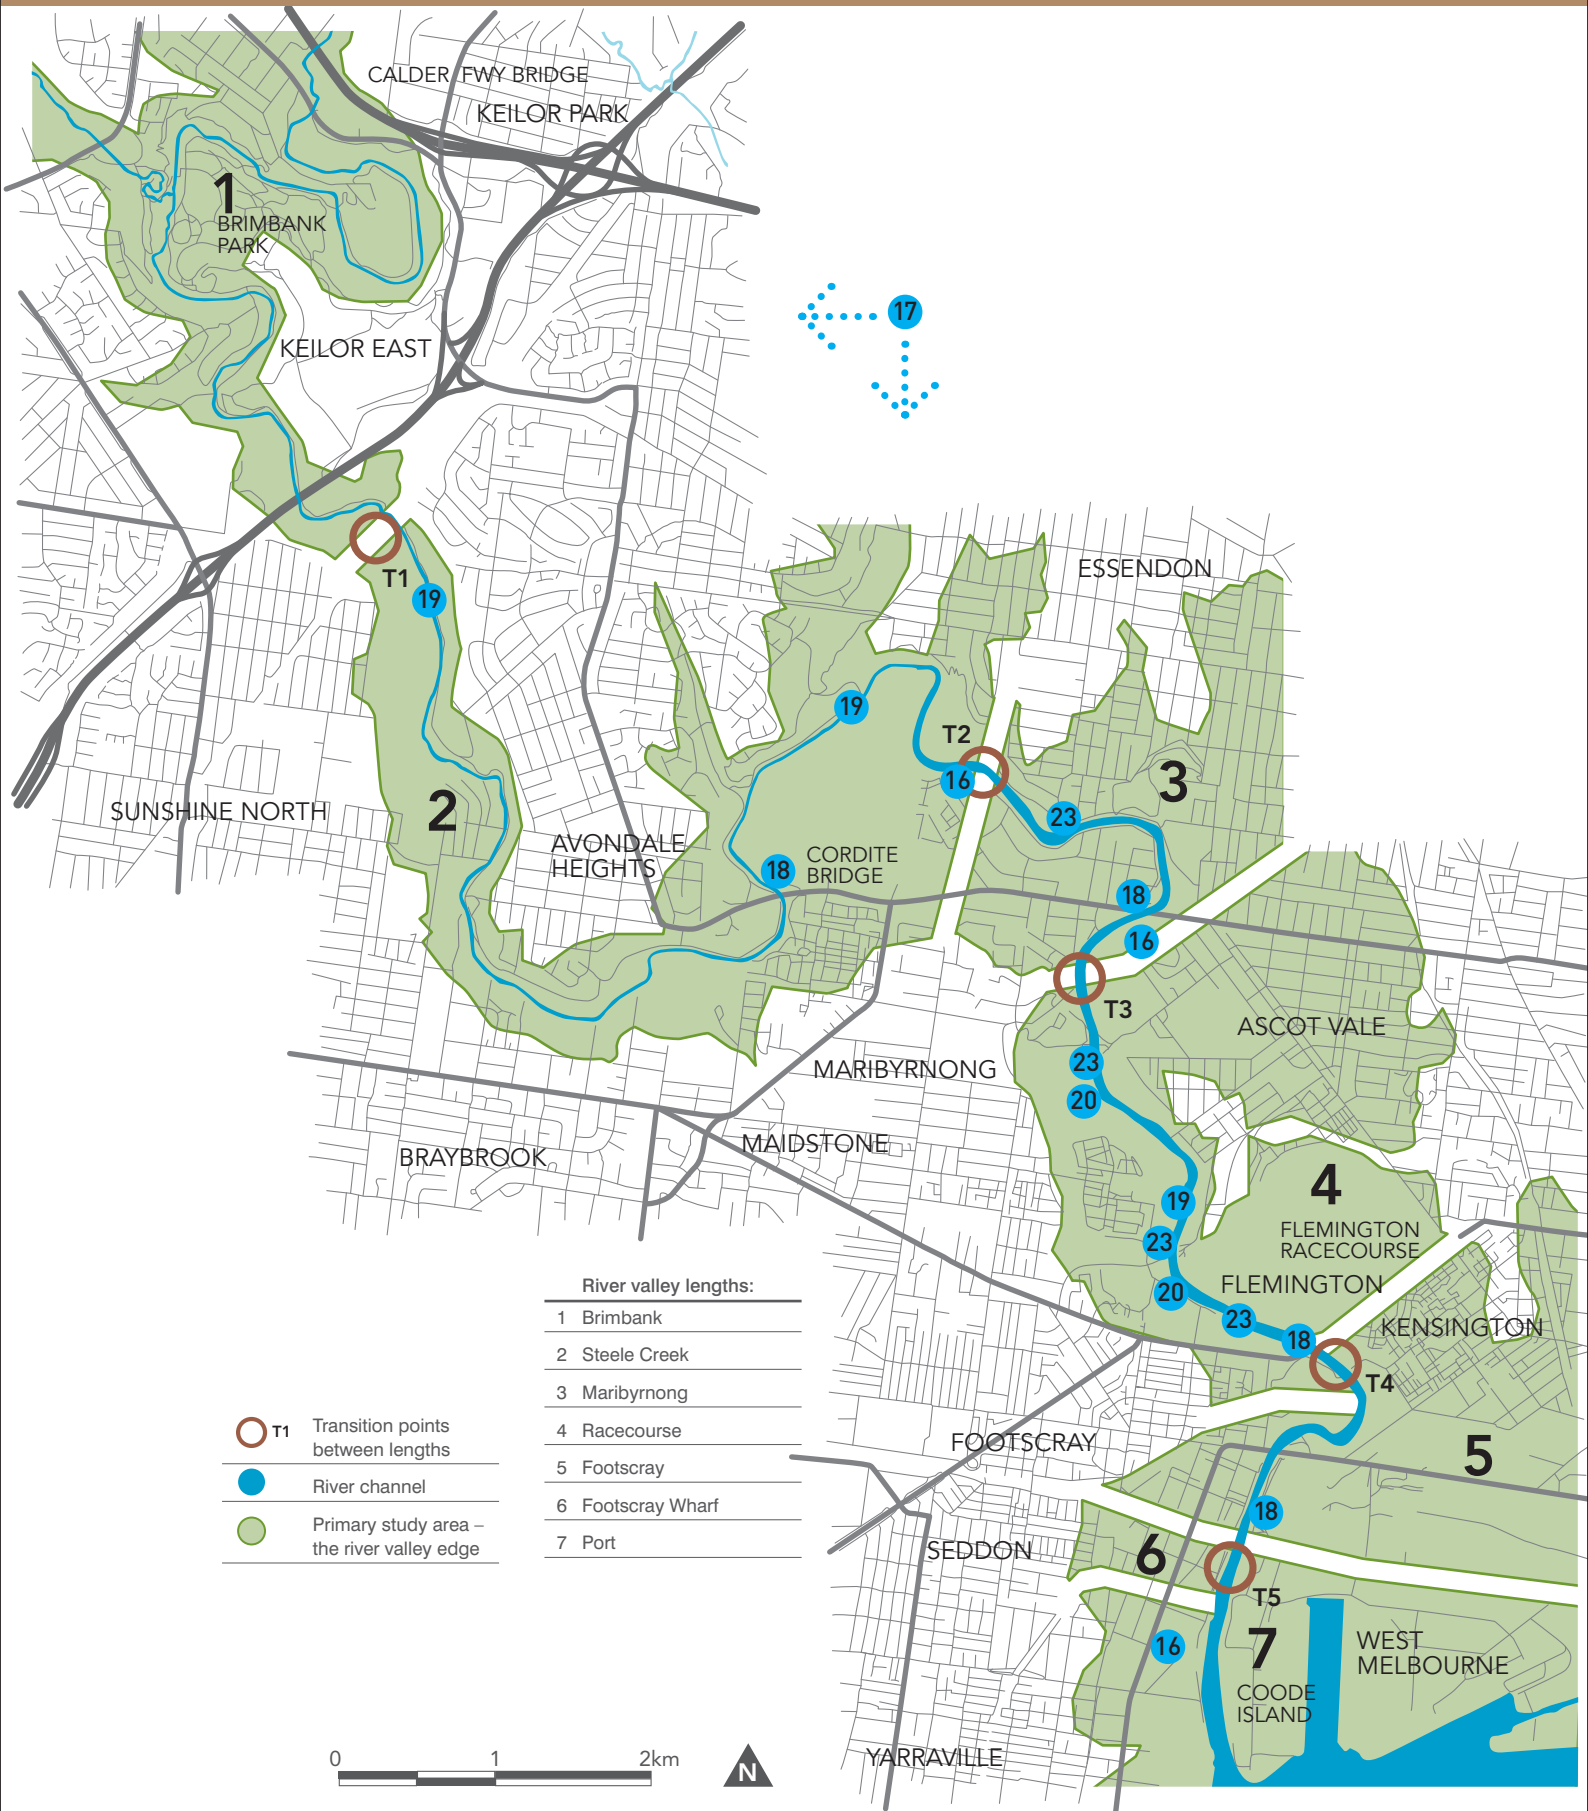 CALDER FWY BRIDGE
KEILOR PARK
1
BRIMBANK
PARK
17
KEILOR EAST
T1
19
ESSENDON
19
T2
16
3
23
SUNSHINE NORTH
2
AVONDALE
HEIGHTS
18
CORDITE
BRIDGE
18
16
T3
ASCOT VALE
23
MARIBYRNONG
20
MAIDSTONE
BRAYBROOK
4
19
FLEMINGTON
RACECOURSE
23
FLEMINGTON
20
23
18
KENSINGTON
T4
River valley lengths:
1 Brimbank
2 Steele Creek
3 Maribyrnong
4 Racecourse
5 Footscray
6 Footscray Wharf
7 Port
T1 Transition points
between lengths
River channel
Primary study area –
the river valley edge
FOOTSCRAY
5
18
SEDDON
6
T5
16
7
WEST
MELBOURNE
COODE
ISLAND
YARRAVILLE
0 1 2km
N